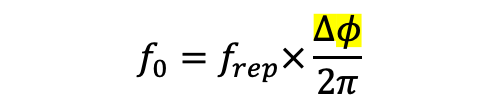 f₀ = f_rep × Δϕ/2π